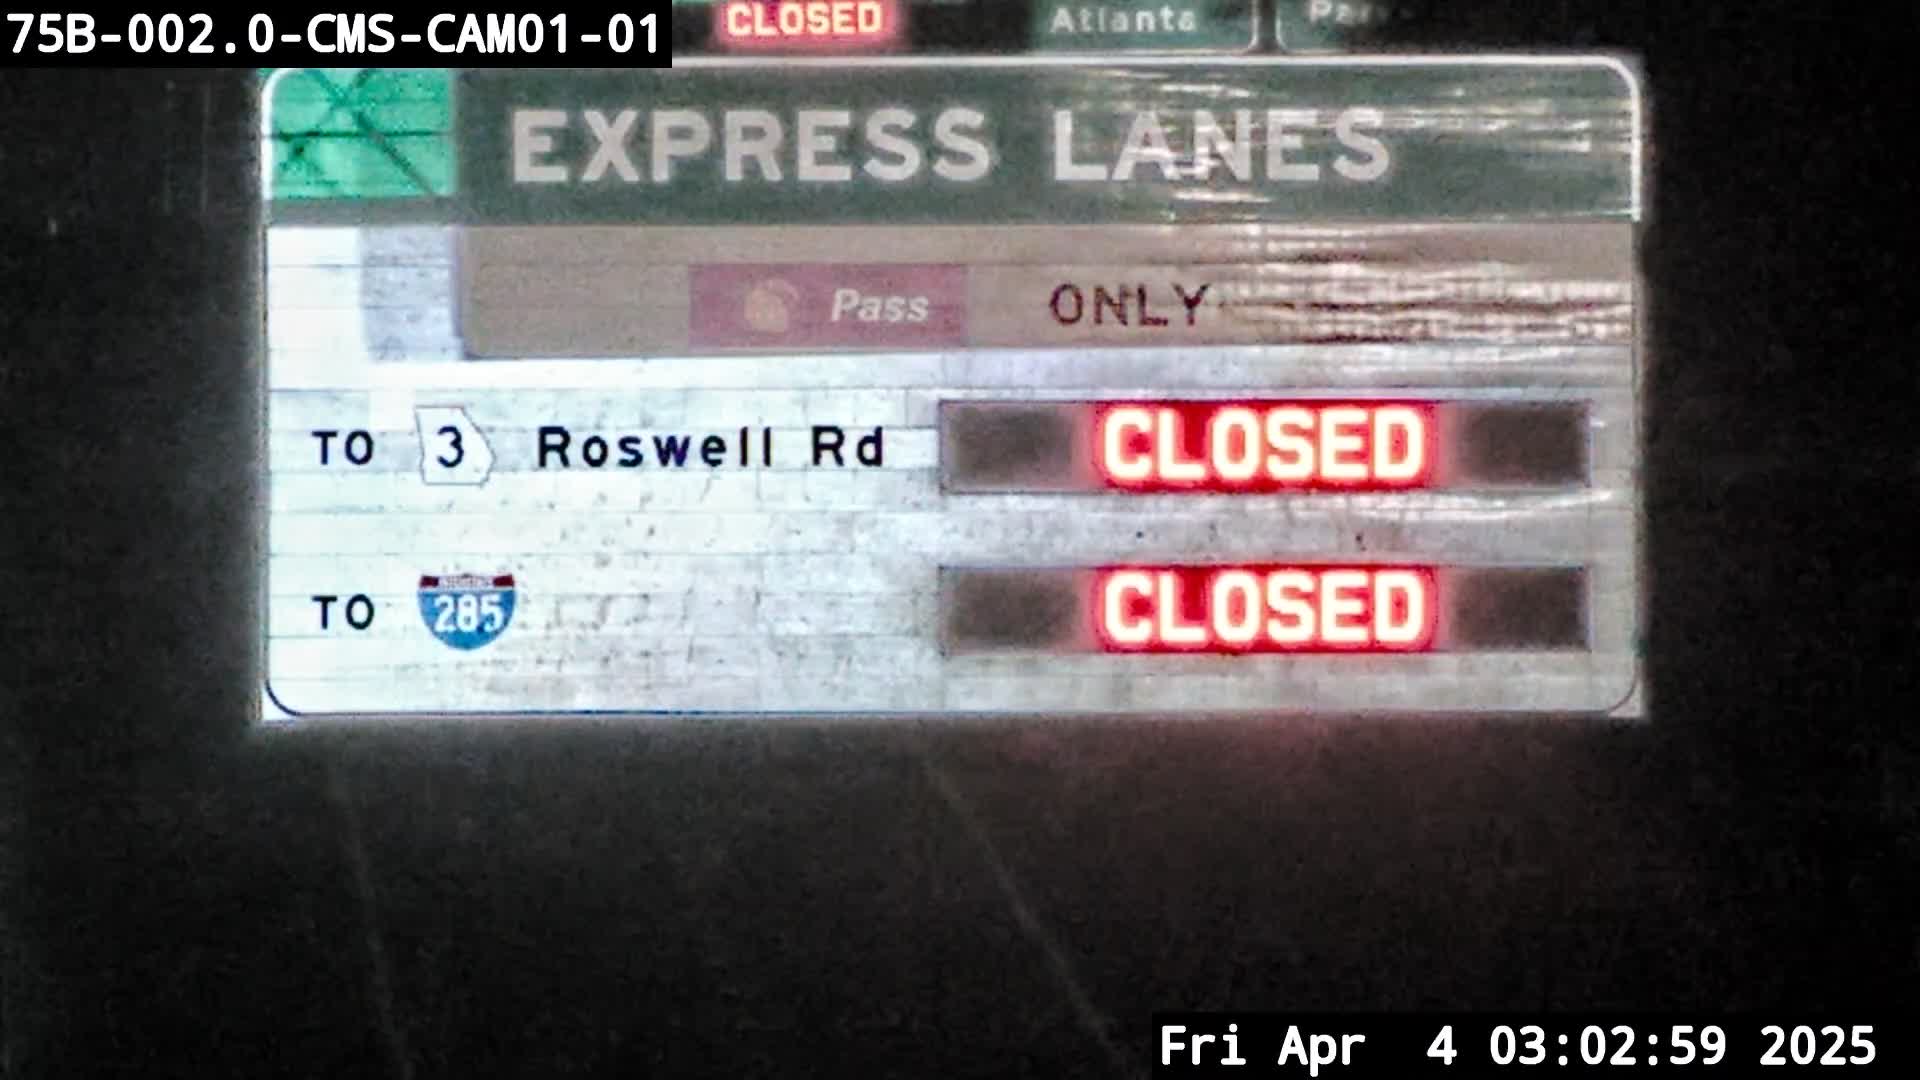 75B-002.0-CMS-CAM01-01
CLOSED
Atlanta
EXPRESS LANES
Pass ONLY
TO 3 Roswell Rd CLOSED
TO INTERSTATE 285 CLOSED
Fri Apr 4 03:02:59 2025